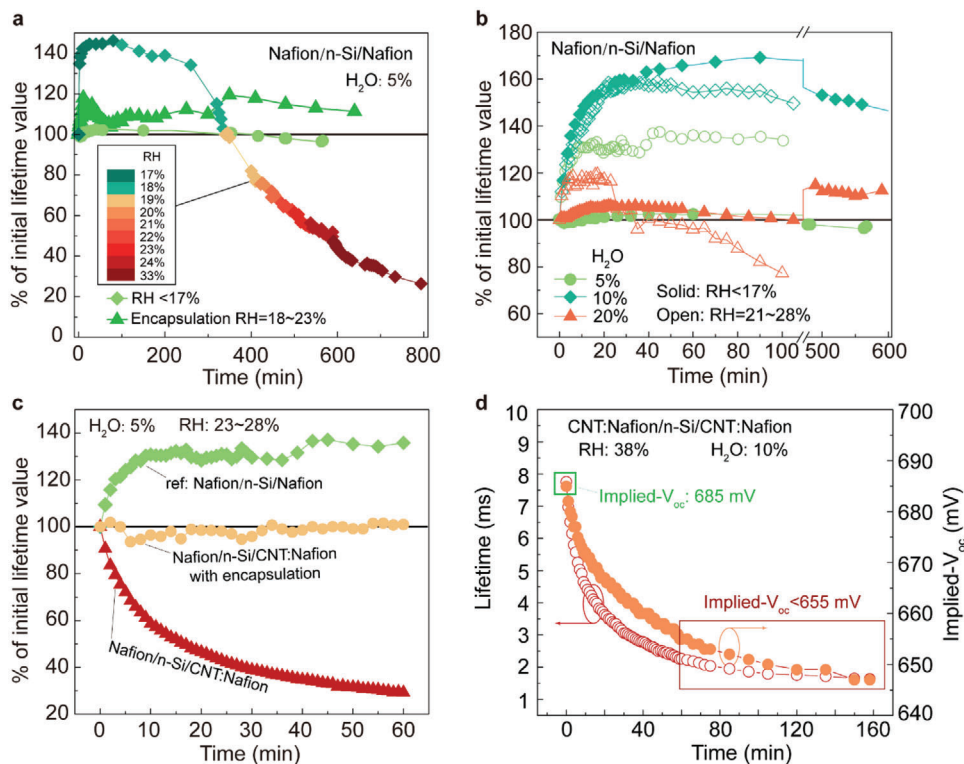 a
Nafion/n-Si/Nafion
H₂O: 5%
% of initial lifetime value
140
120
100
80
60
40
20
0
RH
17%
18%
19%
20%
21%
22%
23%
24%
33%
RH <17%
Encapsulation RH=18~23%
0 200 400 600 800
Time (min)
b
Nafion/n-Si/Nafion
% of initial lifetime value
180
160
140
120
100
80
60
H₂O
5%
10%
20%
Solid: RH<17%
Open: RH=21~28%
0 20 40 60 80 100 500 600
Time (min)
c
H₂O: 5% RH: 23~28%
% of initial lifetime value
140
120
100
80
60
40
20
ref: Nafion/n-Si/Nafion
Nafion/n-Si/CNT:Nafion
with encapsulation
Nafion/n-Si/CNT:Nafion
0 10 20 30 40 50 60
Time (min)
d
CNT:Nafion/n-Si/CNT:Nafion
RH: 38% H₂O: 10%
Implied-Voc: 685 mV
Implied-Voc<655 mV
Lifetime (ms)
10
9
8
7
6
5
4
3
2
1
Implied-Voc (mV)
700
690
680
670
660
650
640
0 20 40 60 80 100 120 140 160
Time (min)